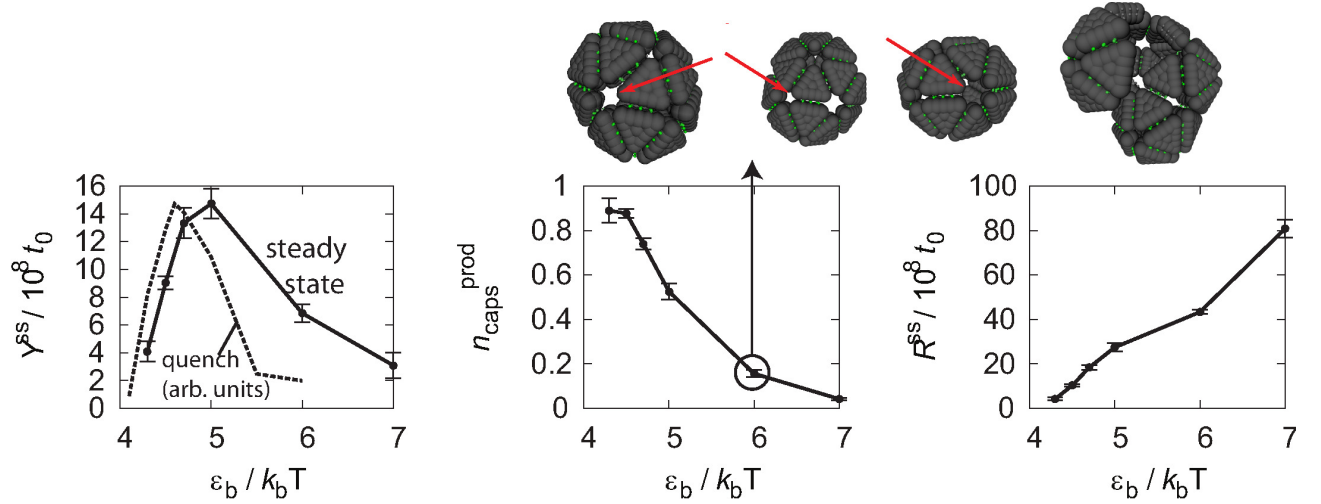 16
14
12
10
8
6
4
2
0
Y^ss / 10^8 t_0
steady
state
quench
(arb. units)
4 5 6 7
ε_b / k_bT
1
0.8
0.6
0.4
0.2
0
n_caps^prod
4 5 6 7
ε_b / k_bT
100
80
60
40
20
0
R^ss / 10^8 t_0
4 5 6 7
ε_b / k_bT